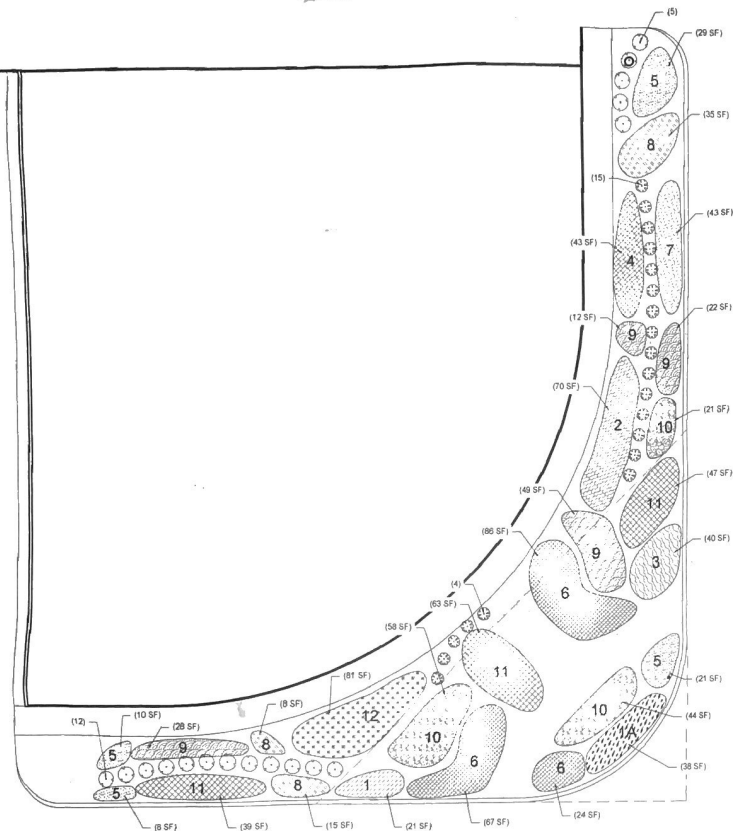 (5)
(29 SF)
5
(35 SF)
8
(15)
(43 SF)
(43 SF)
4
7
(22 SF)
(12 SF)
9
9
(70 SF)
(21 SF)
2
10
(47 SF)
(49 SF)
11
(86 SF)
(40 SF)
9
3
6
(4)
(63 SF)
(58 SF)
5
11
(21 SF)
(81 SF)
10
(44 SF)
(8 SF)
12
(10 SF)
(28 SF)
(12)
1A
9
8
10
5
6
6
(38 SF)
11
8
1
5
(24 SF)
(39 SF)
(15 SF)
(21 SF)
(67 SF)